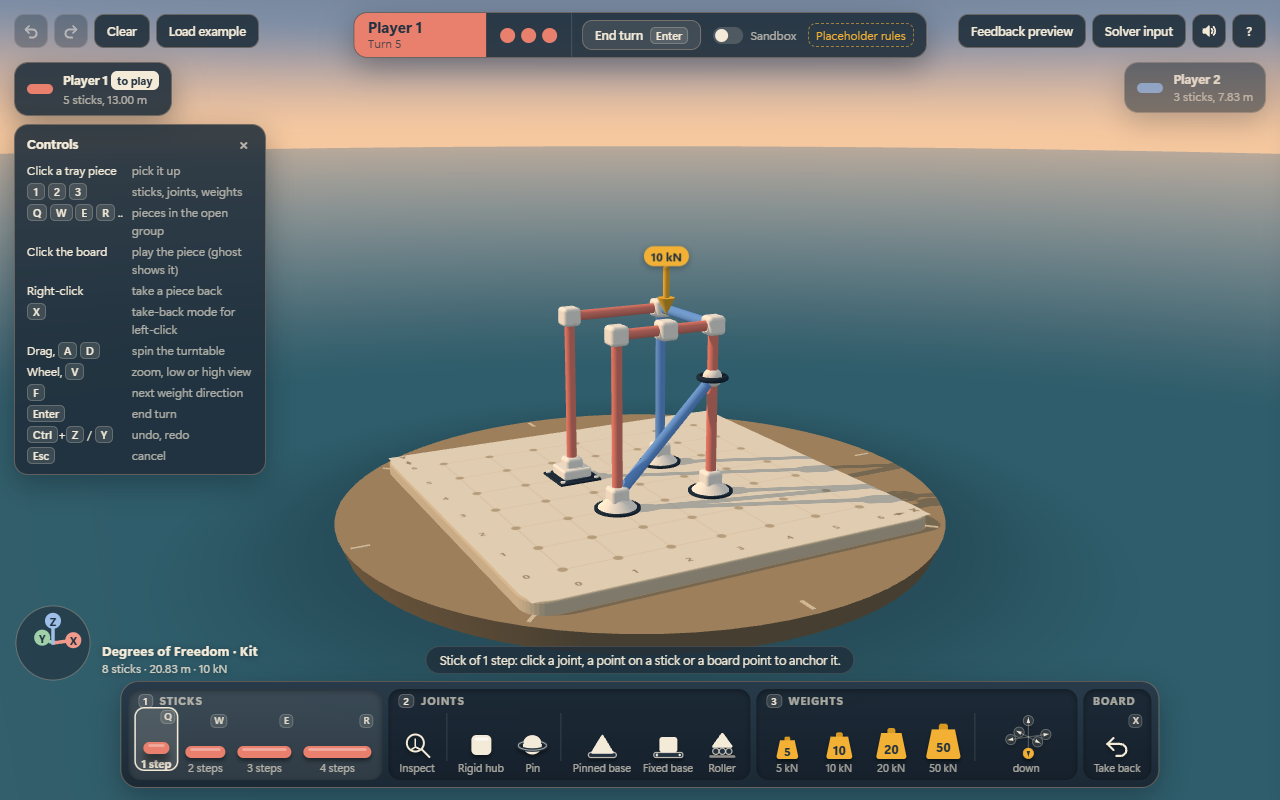 Clear
Load example
Player 1
Turn 5
End turn Enter
Sandbox
Placeholder rules
Feedback preview
Solver input
?
Player 1 to play
5 sticks, 13.00 m
Player 2
3 sticks, 7.83 m
Controls ×
Click a tray piece pick it up
1 2 3 sticks, joints, weights
Q W E R .. pieces in the open
group
Click the board play the piece (ghost
shows it)
Right-click take a piece back
X take-back mode for
left-click
Drag, A D spin the turntable
Wheel, V zoom, low or high view
F next weight direction
Enter end turn
Ctrl + Z / Y undo, redo
Esc cancel
10 kN
Z
Y X
Degrees of Freedom · Kit
8 sticks · 20.83 m · 10 kN
Stick of 1 step: click a joint, a point on a stick or a board point to anchor it.
1 STICKS
Q W E R
1 step 2 steps 3 steps 4 steps
2 JOINTS
Inspect Rigid hub Pin Pinned base Fixed base Roller
3 WEIGHTS
5 10 20 50
5 kN 10 kN 20 kN 50 kN down
BOARD
X
Take back